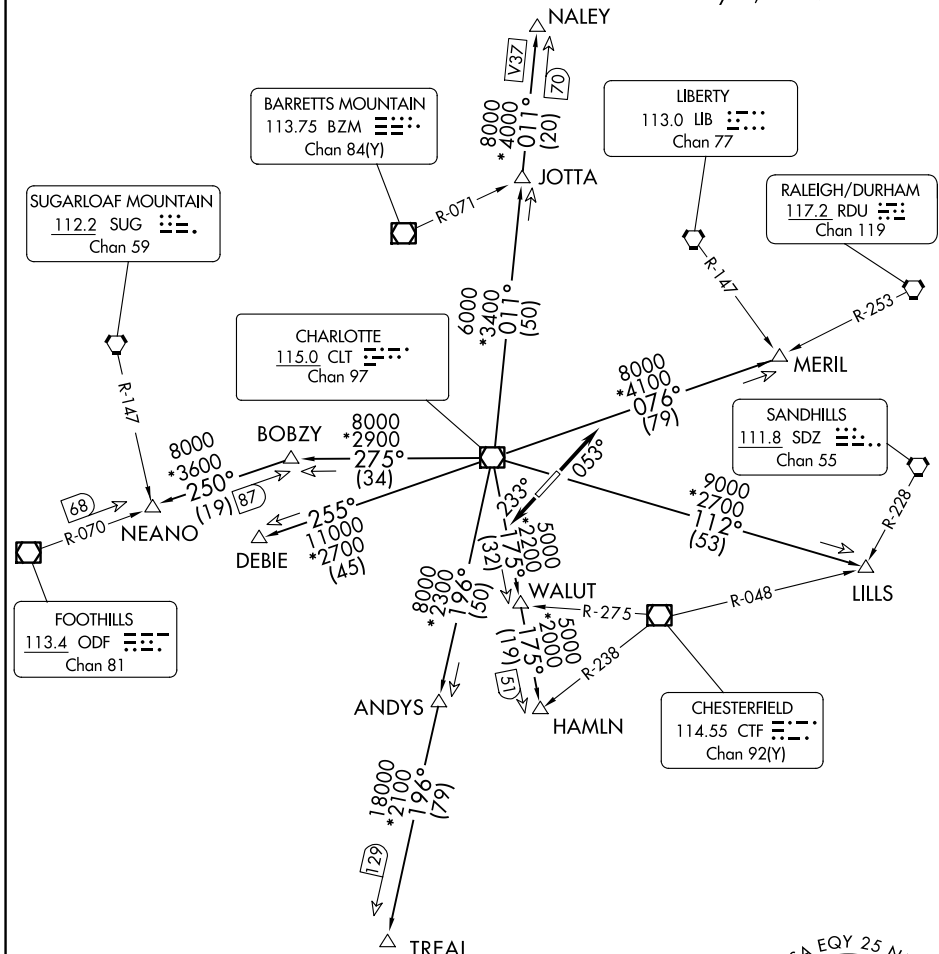 NALEY
V37
70
8000
*4000
011°
(20)
BARRETTS MOUNTAIN
113.75 BZM
Chan 84(Y)
LIBERTY
113.0 LIB
Chan 77
JOTTA
R-071
RALEIGH/DURHAM
117.2 RDU
Chan 119
SUGARLOAF MOUNTAIN
112.2 SUG
Chan 59
R-147
R-253
6000
*3400
011°
(50)
CHARLOTTE
115.0 CLT
Chan 97
MERIL
R-147
8000
*4100
076°
(79)
SANDHILLS
111.8 SDZ
Chan 55
BOBZY
8000
*2900
275°
(34)
8000
*3600
250°
(19)
87
053°
233°
68
R-070
NEANO
DEBIE
255°
11000
*2700
(45)
9000
*2700
112°
(53)
R-228
5000
*2200
175°
(32)
LILLS
FOOTHILLS
113.4 ODF
Chan 81
8000
*2300
196°
(50)
WALUT
R-275
R-048
5000
*2000
175°
(19)
R-238
51
ANDYS
HAMLN
CHESTERFIELD
114.55 CTF
Chan 92(Y)
18000
*2100
196°
(79)
129
TREAL
EQY 25